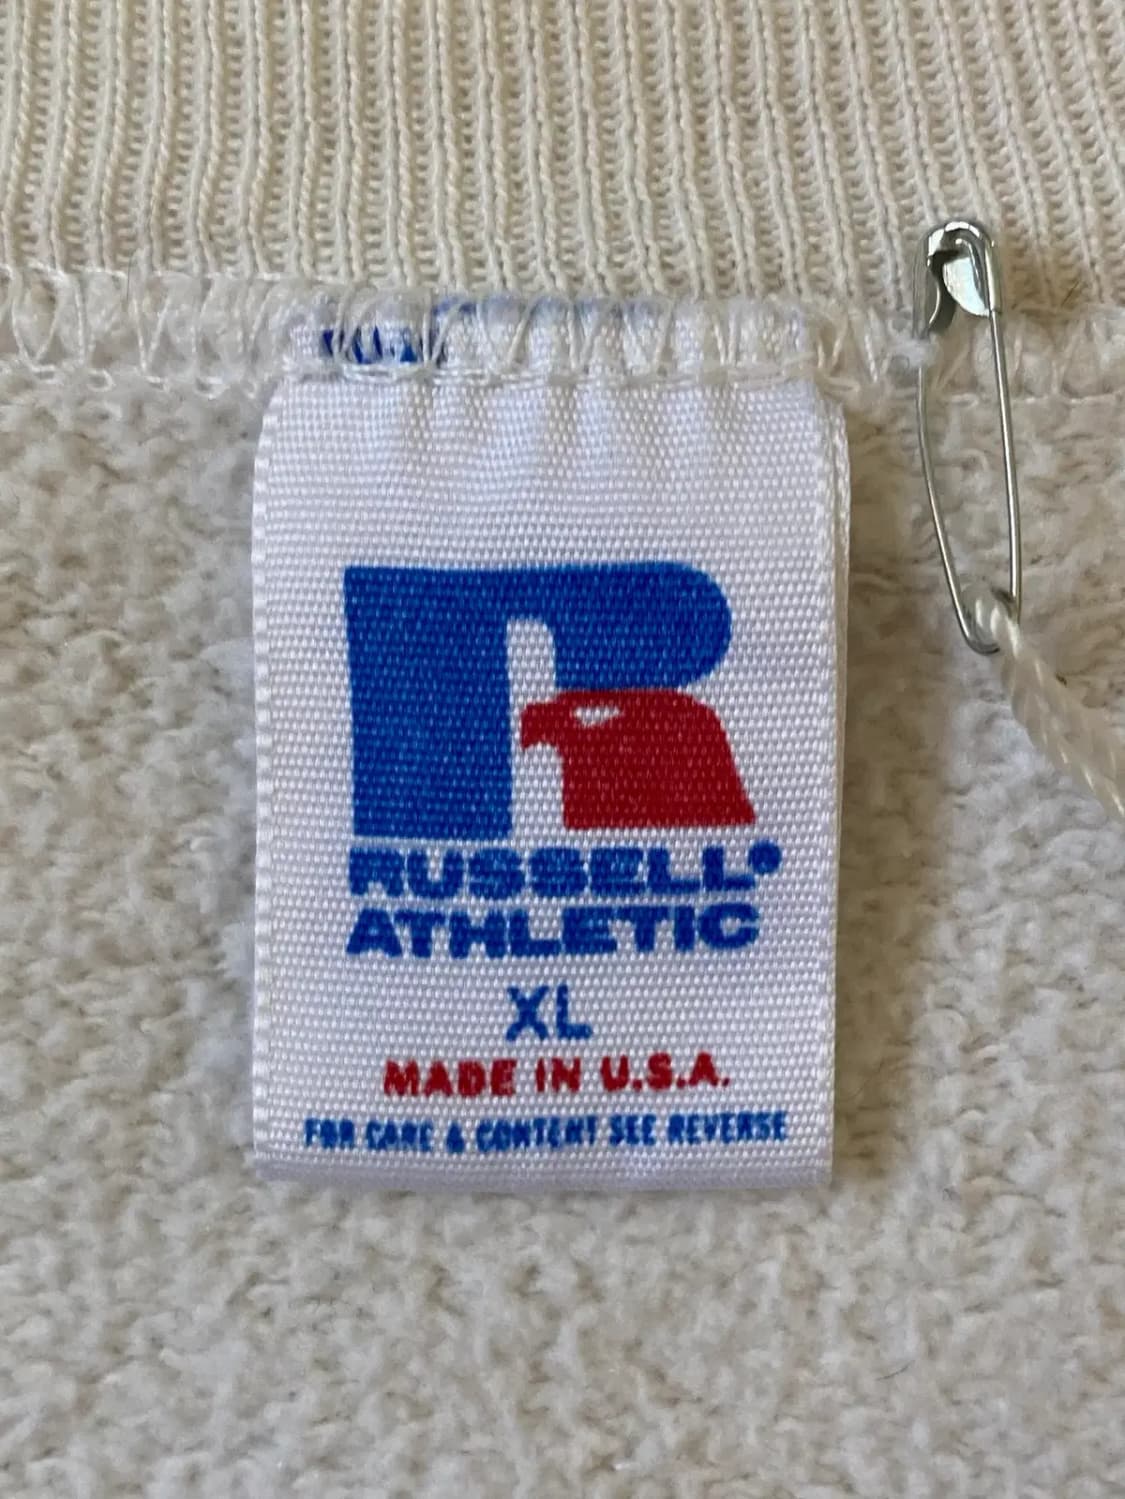 RUSSELL®
ATHLETIC
XL
MADE IN U.S.A.
FOR CARE & CONTENT SEE REVERSE